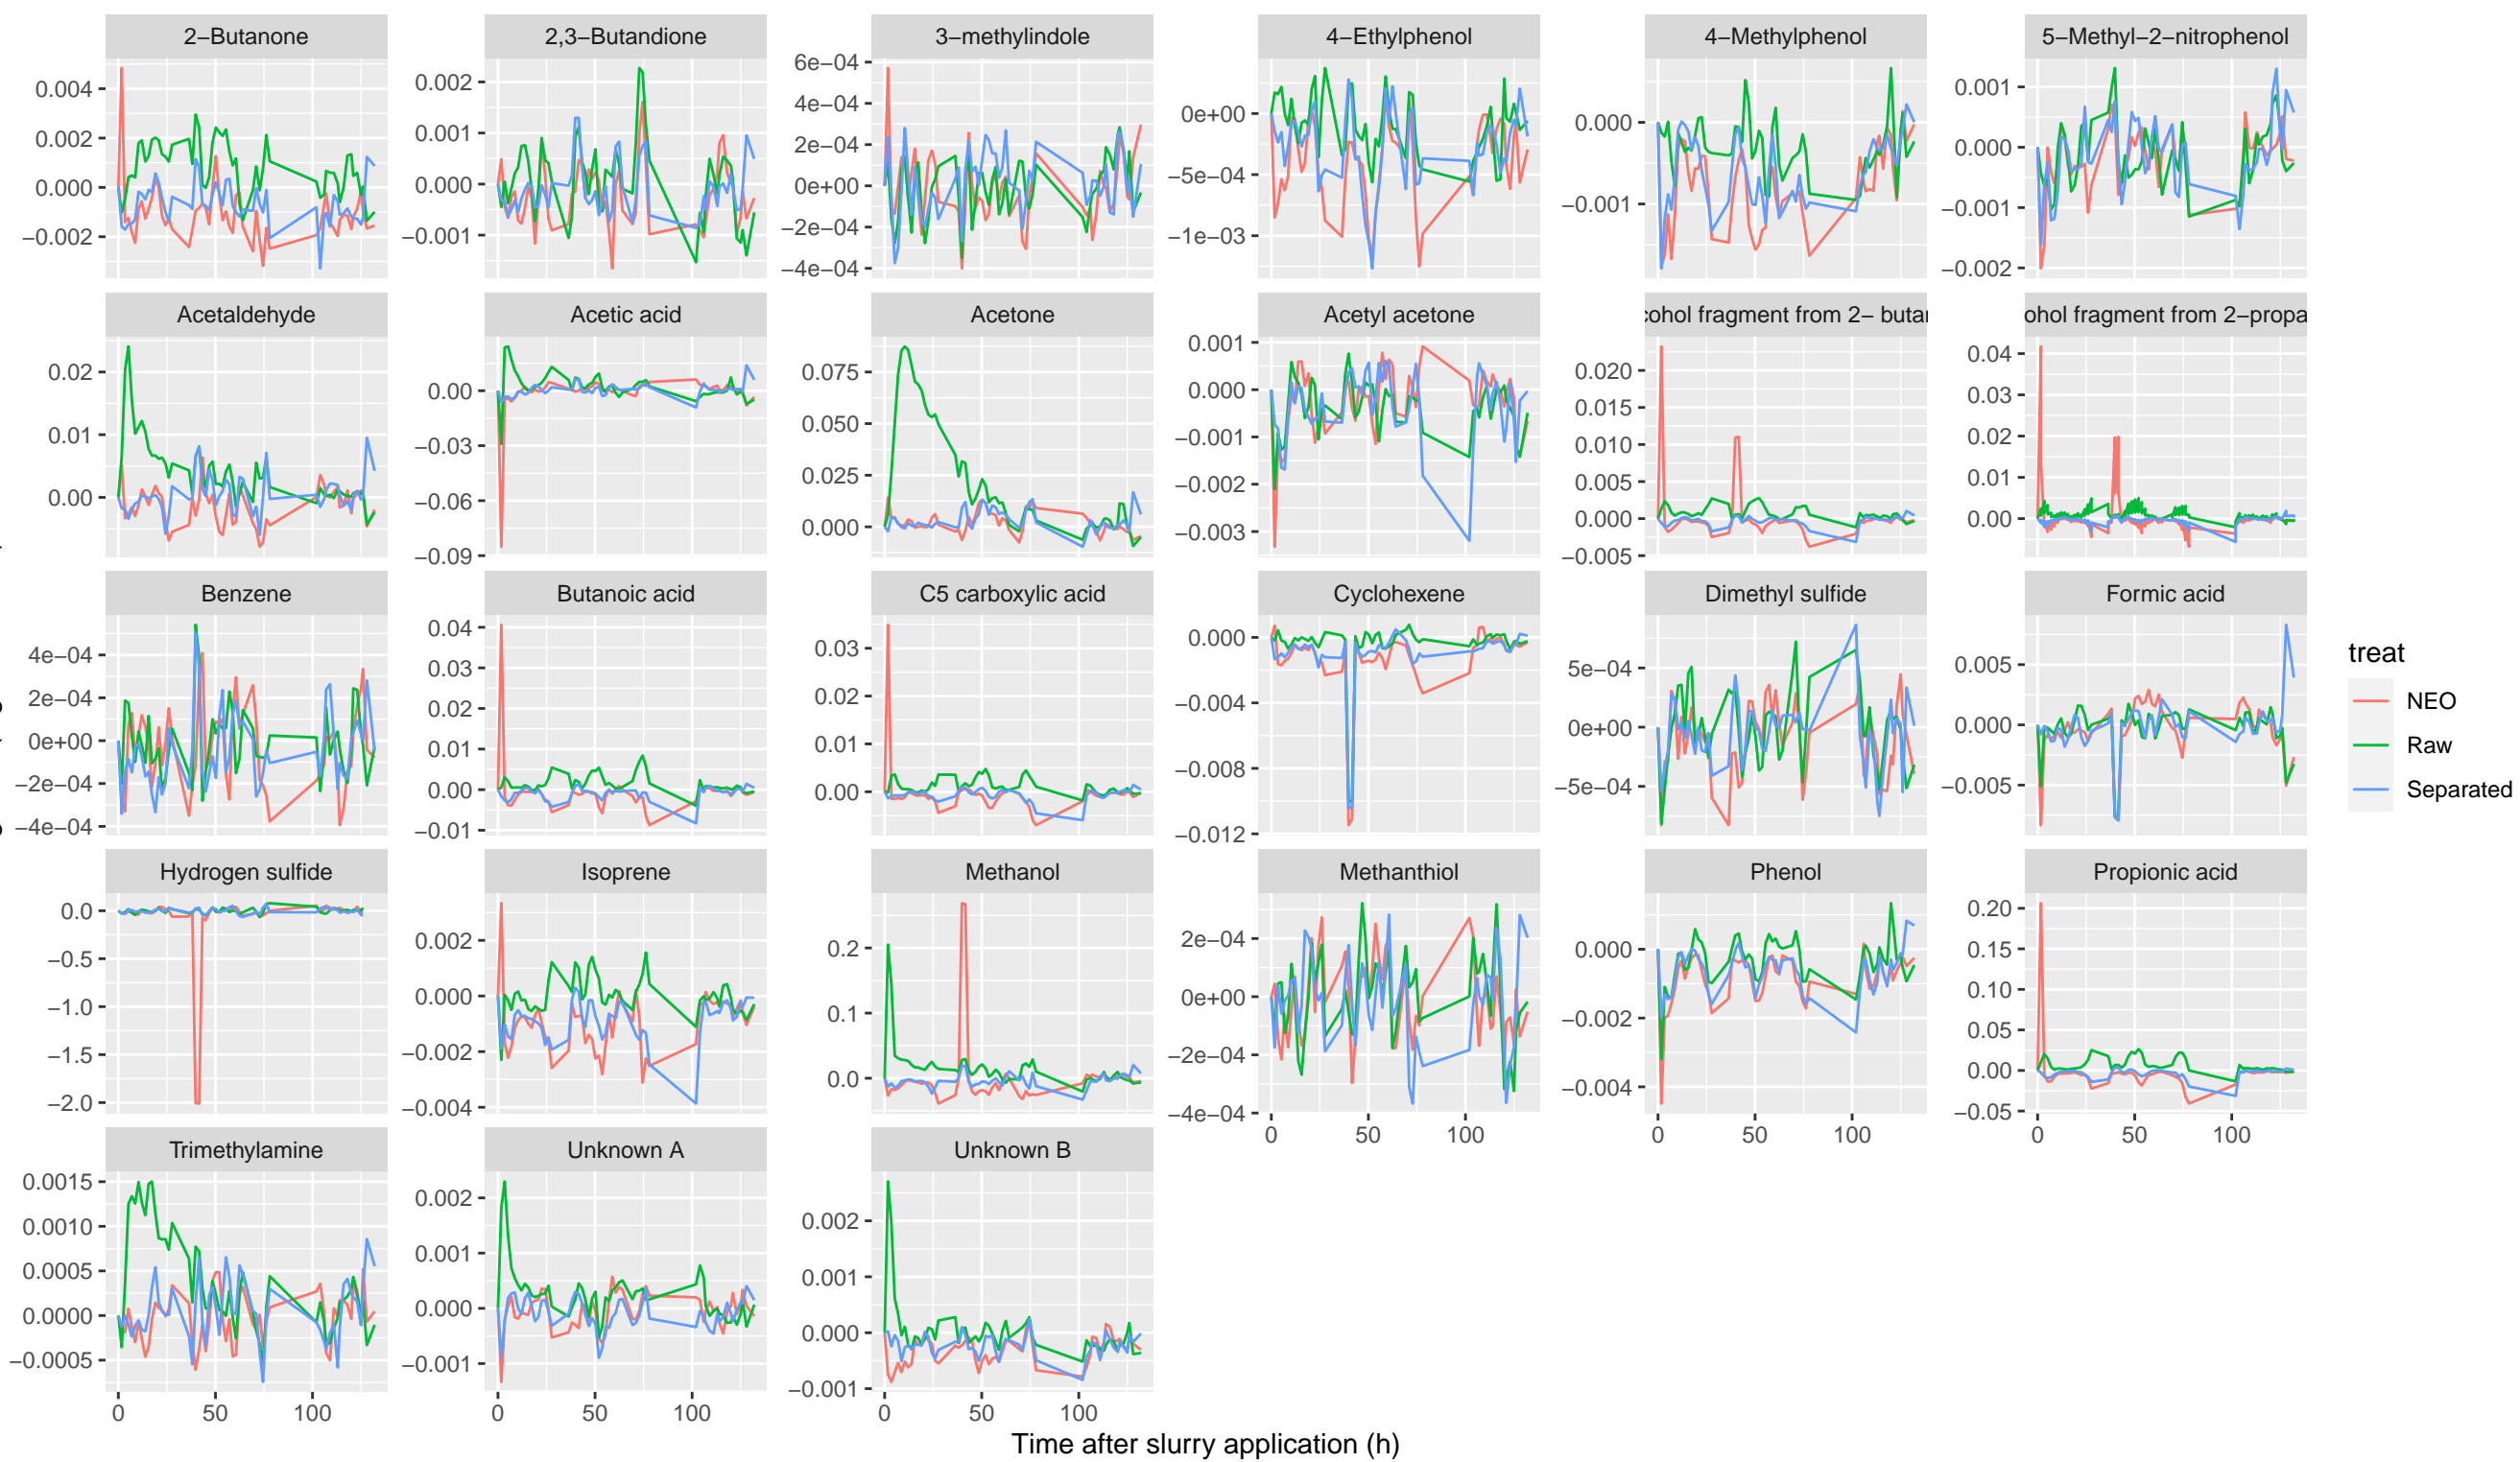 2−Butanone 2,3−Butandione 3−methylindole 4−Ethylphenol 4−Methylphenol 5−Methyl−2−nitrophenol
0.004 0.002 0.000 −0.002
0.002 0.001 0.000 −0.001
6e−04 4e−04 2e−04 0e+00 −2e−04 −4e−04
0e+00 −5e−04 −1e−03
0.000 −0.001
0.001 0.000 −0.001 −0.002
Acetaldehyde Acetic acid Acetone Acetyl acetone cohol fragment from 2− buta ohol fragment from 2−propa
0.02 0.01 0.00
0.00 −0.03 −0.06 −0.09
0.075 0.050 0.025 0.000
0.001 0.000 −0.001 −0.002 −0.003
0.020 0.015 0.010 0.005 0.000 −0.005
0.04 0.03 0.02 0.01 0.00
Benzene Butanoic acid C5 carboxylic acid Cyclohexene Dimethyl sulfide Formic acid
4e−04 2e−04 0e+00 −2e−04 −4e−04
0.04 0.03 0.02 0.01 0.00 −0.01
0.03 0.02 0.01 0.00
0.000 −0.004 −0.008 −0.012
5e−04 0e+00 −5e−04
0.005 0.000 −0.005
treat
NEO
Raw
Separated
Hydrogen sulfide Isoprene Methanol Methanthiol Phenol Propionic acid
0.0 −0.5 −1.0 −1.5 −2.0
0.002 0.000 −0.002 −0.004
0.2 0.1 0.0
2e−04 0e+00 −2e−04 −4e−04
0.000 −0.002 −0.004
0.20 0.15 0.10 0.05 0.00 −0.05
0 50 100 0 50 100 0 50 100
Trimethylamine Unknown A Unknown B
0.0015 0.0010 0.0005 0.0000 −0.0005
0.002 0.001 0.000 −0.001
0.002 0.001 0.000 −0.001
0 50 100 0 50 100 0 50 100
Time after slurry application (h)